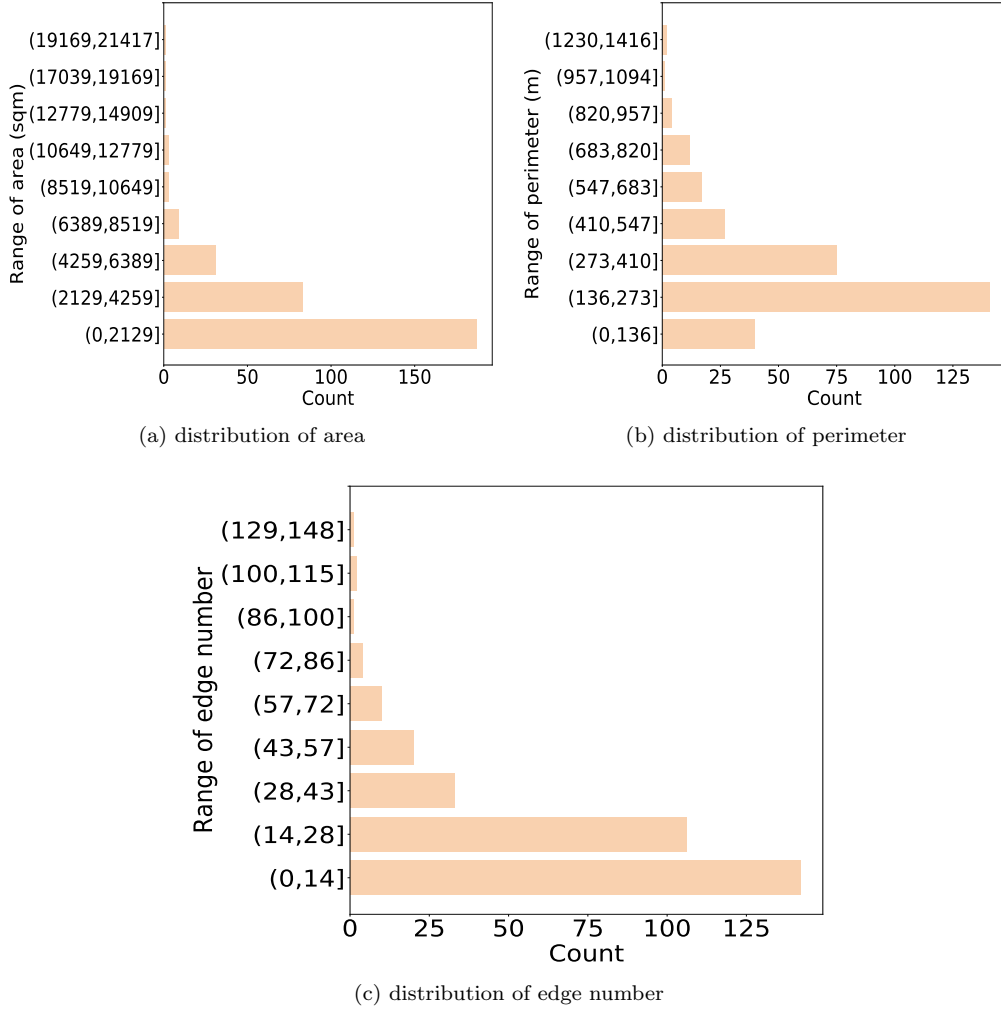 Range of area (sqm)
(19169,21417]
(17039,19169]
(12779,14909]
(10649,12779]
(8519,10649]
(6389,8519]
(4259,6389]
(2129,4259]
(0,2129]
0 50 100 150
Count
(a) distribution of area
Range of perimeter (m)
(1230,1416]
(957,1094]
(820,957]
(683,820]
(547,683]
(410,547]
(273,410]
(136,273]
(0,136]
0 25 50 75 100 125
Count
(b) distribution of perimeter
Range of edge number
(129,148]
(100,115]
(86,100]
(72,86]
(57,72]
(43,57]
(28,43]
(14,28]
(0,14]
0 25 50 75 100 125
Count
(c) distribution of edge number